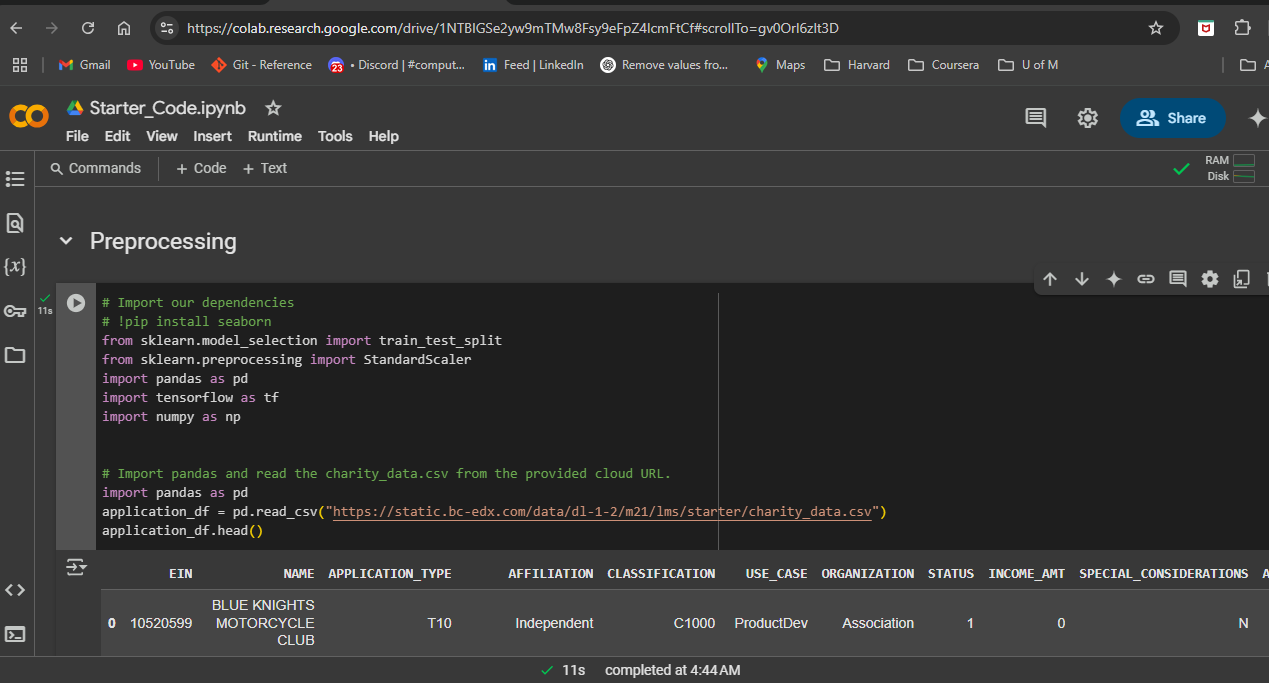 https://colab.research.google.com/drive/1NTBIGSe2yw9mTMw8Fsy9eFpZ4lcmFtCf#scrollTo=gv0OrI6zIt3D
Gmail YouTube Git - Reference 23 • Discord | #comput... Feed | LinkedIn Remove values fro... Maps Harvard Coursera U of M
Starter_Code.ipynb
File Edit View Insert Runtime Tools Help
Share
Commands + Code + Text
RAM
Disk
Preprocessing
11s
# Import our dependencies
# !pip install seaborn
from sklearn.model_selection import train_test_split
from sklearn.preprocessing import StandardScaler
import pandas as pd
import tensorflow as tf
import numpy as np
# Import pandas and read the charity_data.csv from the provided cloud URL.
import pandas as pd
application_df = pd.read_csv("https://static.bc-edx.com/data/dl-1-2/m21/lms/starter/charity_data.csv")
application_df.head()
EIN NAME APPLICATION_TYPE AFFILIATION CLASSIFICATION USE_CASE ORGANIZATION STATUS INCOME_AMT SPECIAL_CONSIDERATIONS
0 10520599 BLUE KNIGHTS MOTORCYCLE CLUB T10 Independent C1000 ProductDev Association 1 0 N
11s completed at 4:44 AM